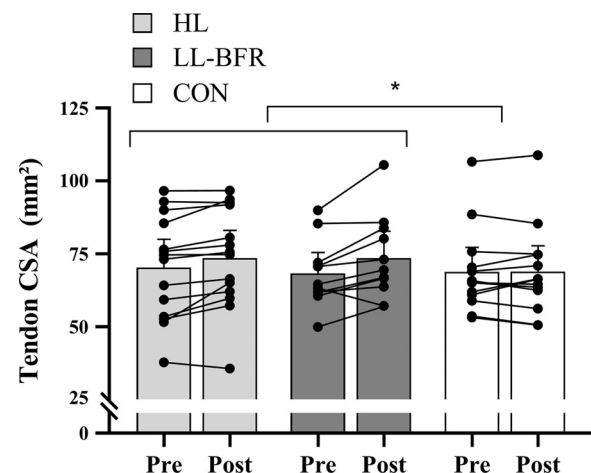 HL
LL-BFR
CON
*
Tendon CSA (mm²)
125
100
75
50
25
0
Pre Post Pre Post Pre Post